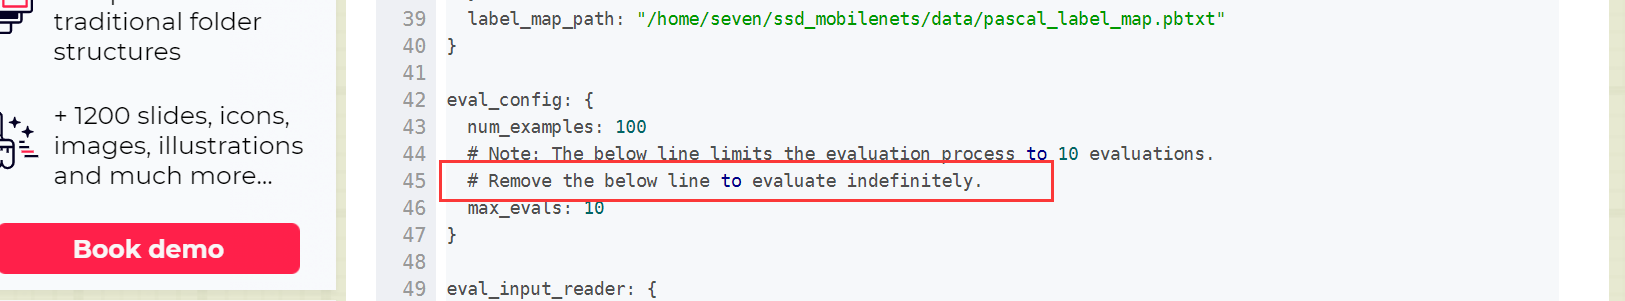 traditional folder
structures
+ 1200 slides, icons,
images, illustrations
and much more...
Book demo
39 label_map_path: "/home/seven/ssd_mobilenets/data/pascal_label_map.pbtxt"
40 }
41
42 eval_config: {
43 num_examples: 100
44 # Note: The below line limits the evaluation process to 10 evaluations.
45 # Remove the below line to evaluate indefinitely.
46 max_evals: 10
47 }
48
49 eval_input_reader: {